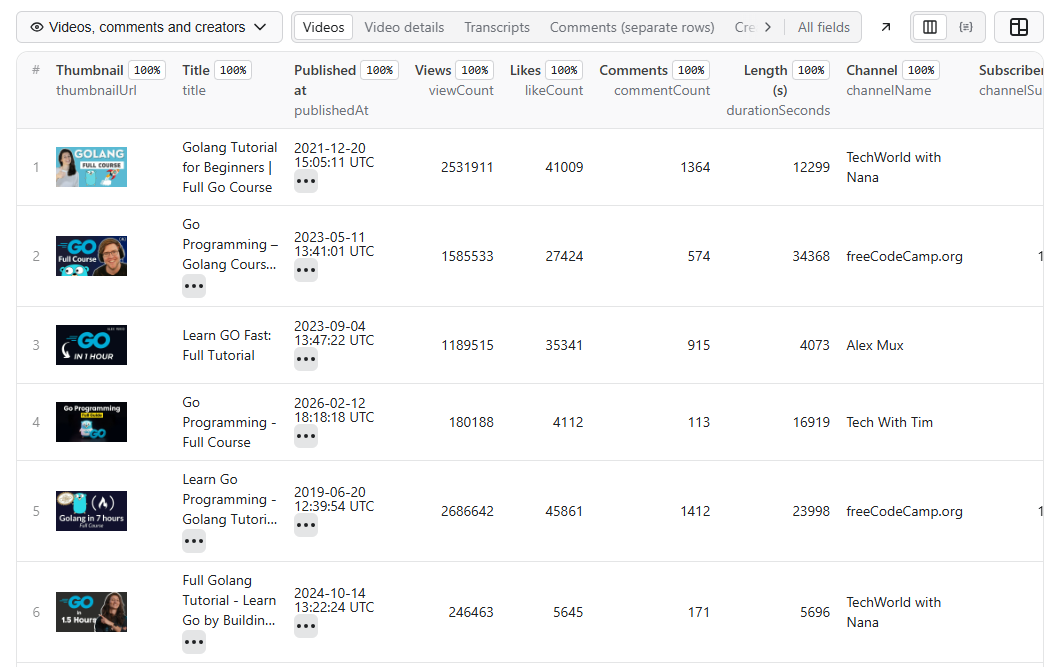 Videos, comments and creators
Videos Video details Transcripts Comments (separate rows) Cre All fields
# Thumbnail 100% Title 100% Published 100% Views 100% Likes 100% Comments 100% Length 100% Channel 100% Subscriber
at (s)
thumbnailUrl title publishedAt viewCount likeCount commentCount durationSeconds channelName channelSu
1
GOLANG
FULL COURSE
Golang Tutorial
for Beginners |
Full Go Course
2021-12-20
15:05:11 UTC
2531911 41009 1364 12299
TechWorld with
Nana
2
GO
Full Course
Go
Programming –
Golang Cours...
2023-05-11
13:41:01 UTC
1585533 27424 574 34368 freeCodeCamp.org 1
3
GO
IN 1 HOUR
Learn GO Fast:
Full Tutorial
2023-09-04
13:47:22 UTC
1189515 35341 915 4073 Alex Mux
4
Go Programming
Full Guide
GO
Go
Programming -
Full Course
2026-02-12
18:18:18 UTC
180188 4112 113 16919 Tech With Tim
5
Golang in 7 hours
Full Course
Learn Go
Programming -
Golang Tutori...
2019-06-20
12:39:54 UTC
2686642 45861 1412 23998 freeCodeCamp.org 1
6
GO
in
1.5 Hours
Full Golang
Tutorial - Learn
Go by Buildin...
2024-10-14
13:22:24 UTC
246463 5645 171 5696
TechWorld with
Nana